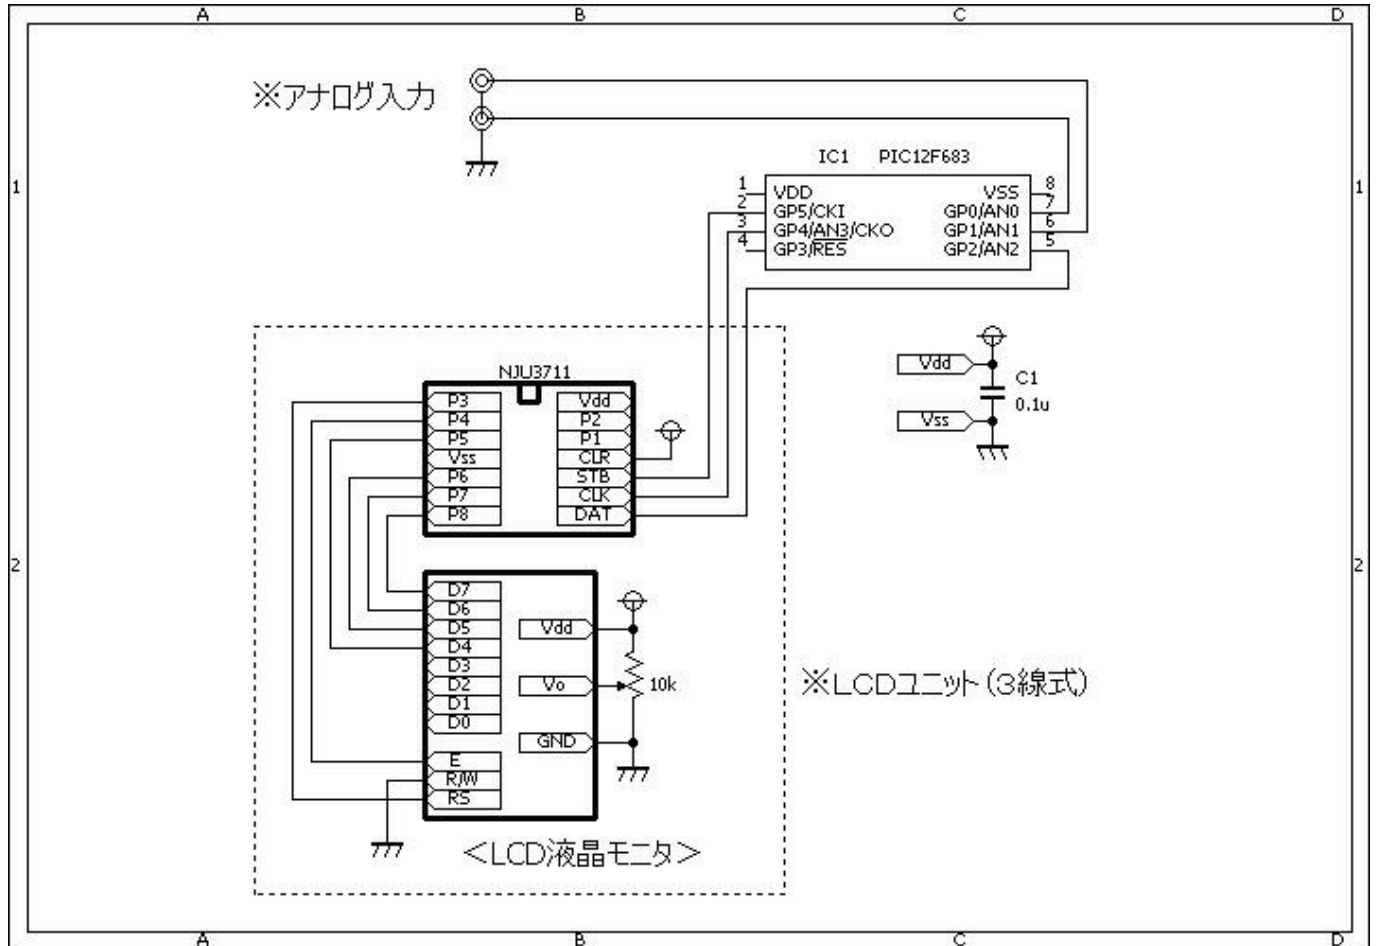 A B C D
※アナログ入力
IC1 PIC12F683
1 1
1 VDD VSS 8
2 GP5/CKI GP0/AN0 7
3 GP4/AN3/CKO GP1/AN1 6
4 GP3/RES GP2/AN2 5
Vdd
C1
0.1u
Vss
NJU3711
P3 Vdd
P4 P2
P5 P1
Vss CLR
P6 STB
P7 CLK
P8 DAT
2 2
D7
D6
D5 Vdd
D4
D3
D2 Vo 10k
D1
D0
GND
E
R/W
RS
※LCDユニット(3線式)
<LCD液晶モニタ>
A B C D